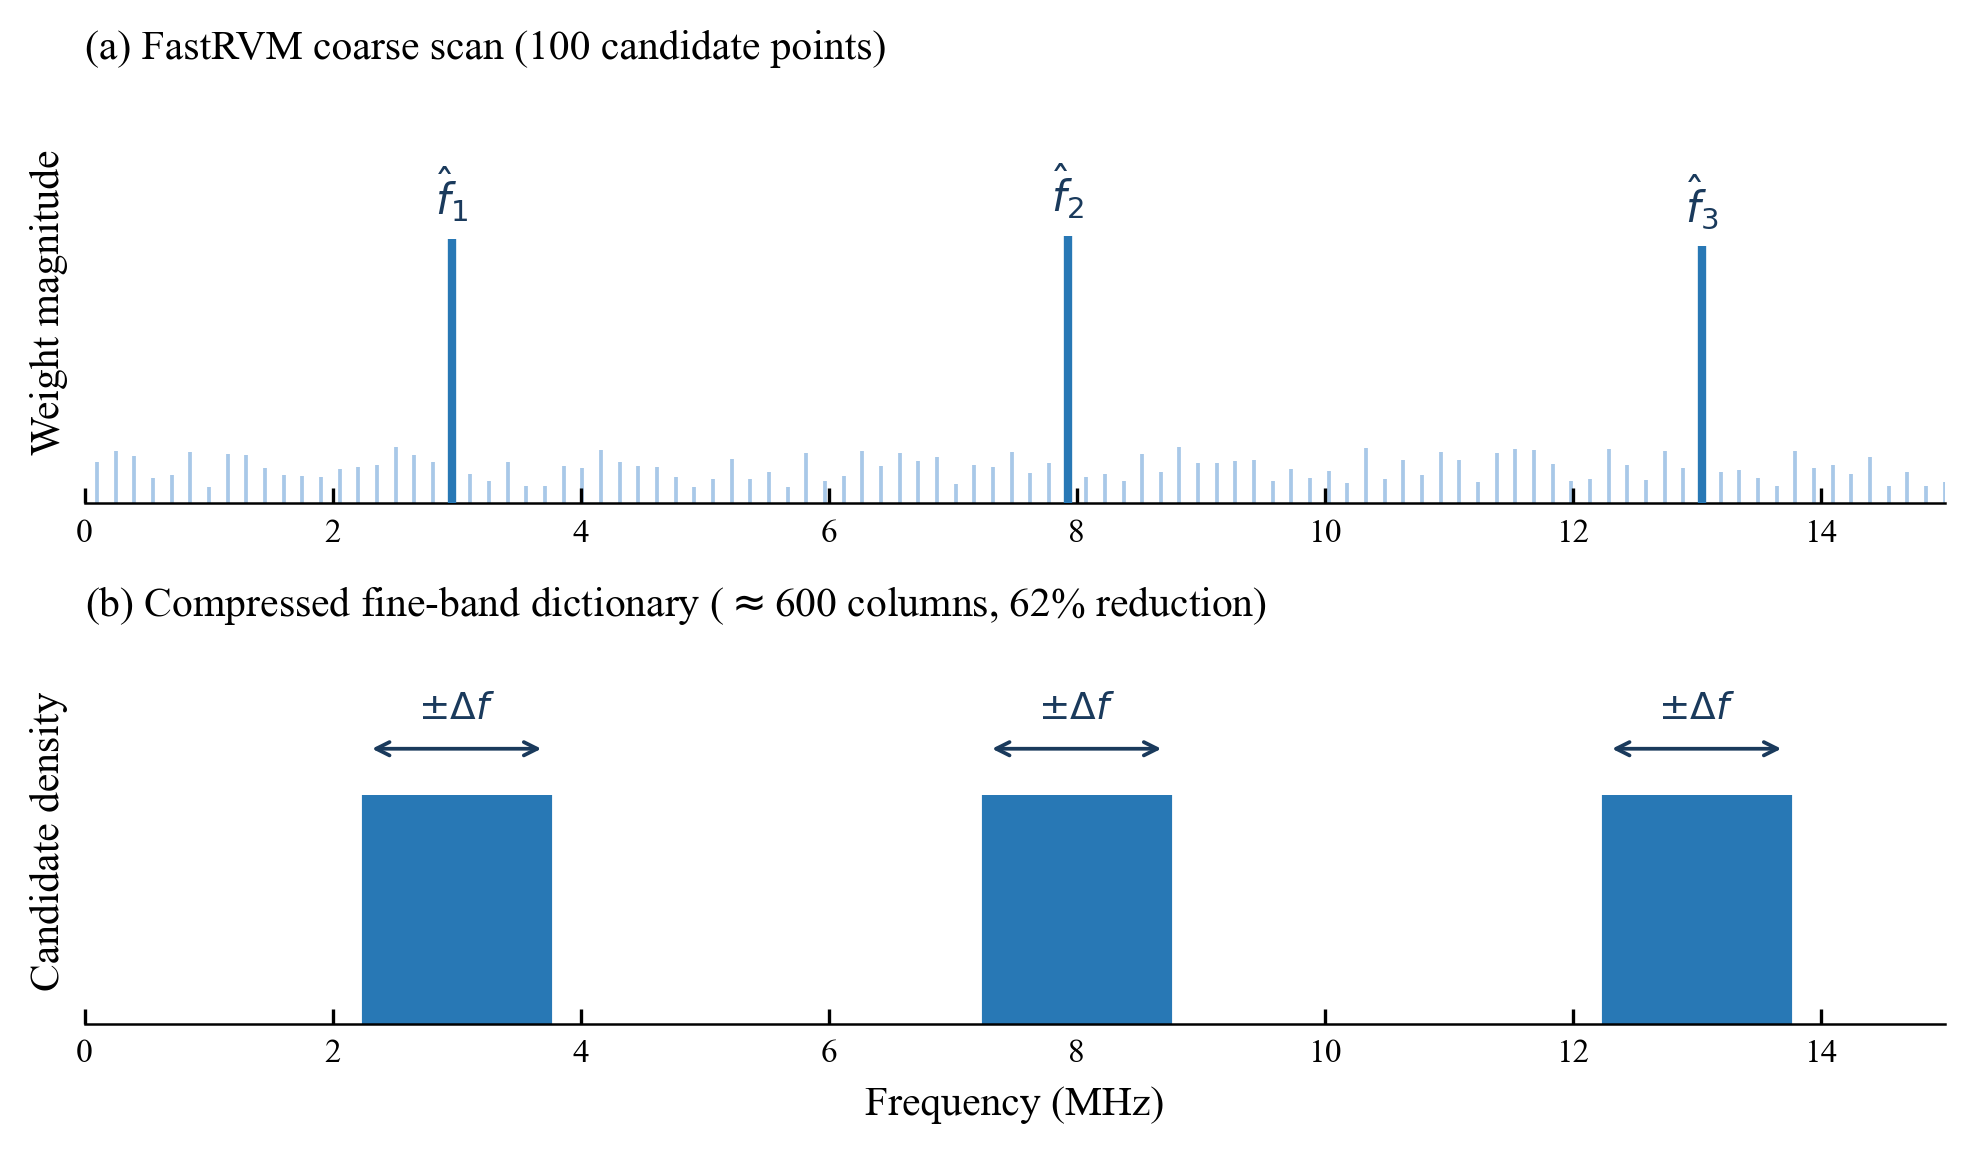 (a) FastRVM coarse scan (100 candidate points)
Weight magnitude
f̂₁
f̂₂
f̂₃
0 2 4 6 8 10 12 14
(b) Compressed fine-band dictionary ( ≈ 600 columns, 62% reduction)
Candidate density
±Δf
±Δf
±Δf
0 2 4 6 8 10 12 14
Frequency (MHz)